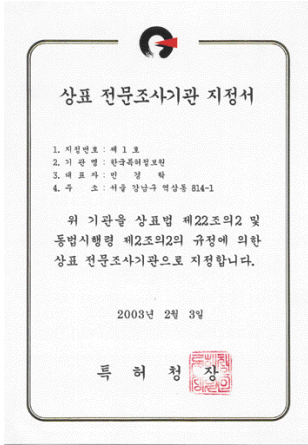 상표 전문조사기관 지정서
1. 지정번호 : 제 1 호
2. 기 관 명 : 한국특허정보원
3. 대 표 자 : 민 경 탁
4. 주 소 : 서울 강남구 역삼동 814-1
위 기관을 상표법 제22조의2 및
동법시행령 제2조의2의 규정에 의한
상표 전문조사기관으로 지정합니다.
2003년 2월 3일
특 허 청 장